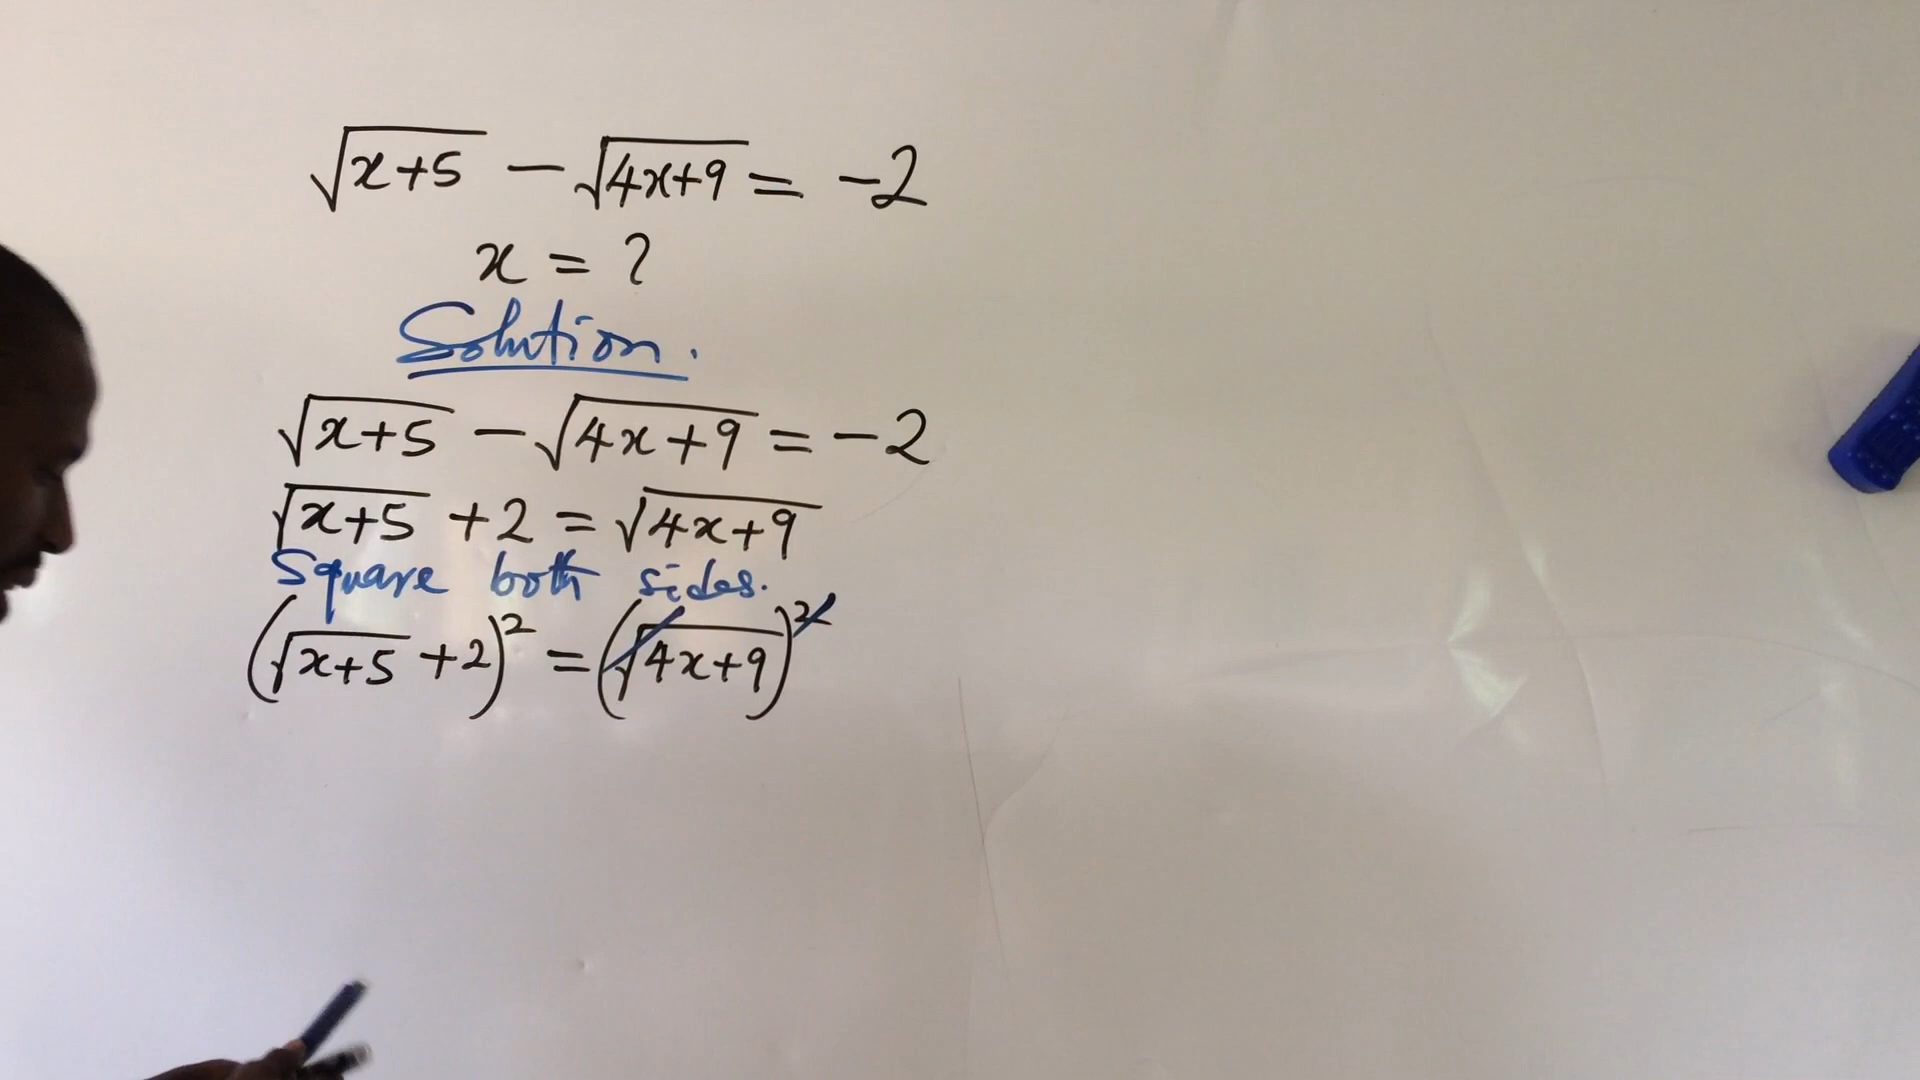 √(x+5) − √(4x+9) = −2
x = ?
Solution.
√(x+5) − √(4x+9) = −2
√(x+5) + 2 = √(4x+9)
Square both sides.
(√(x+5) + 2)² = (√(4x+9))²